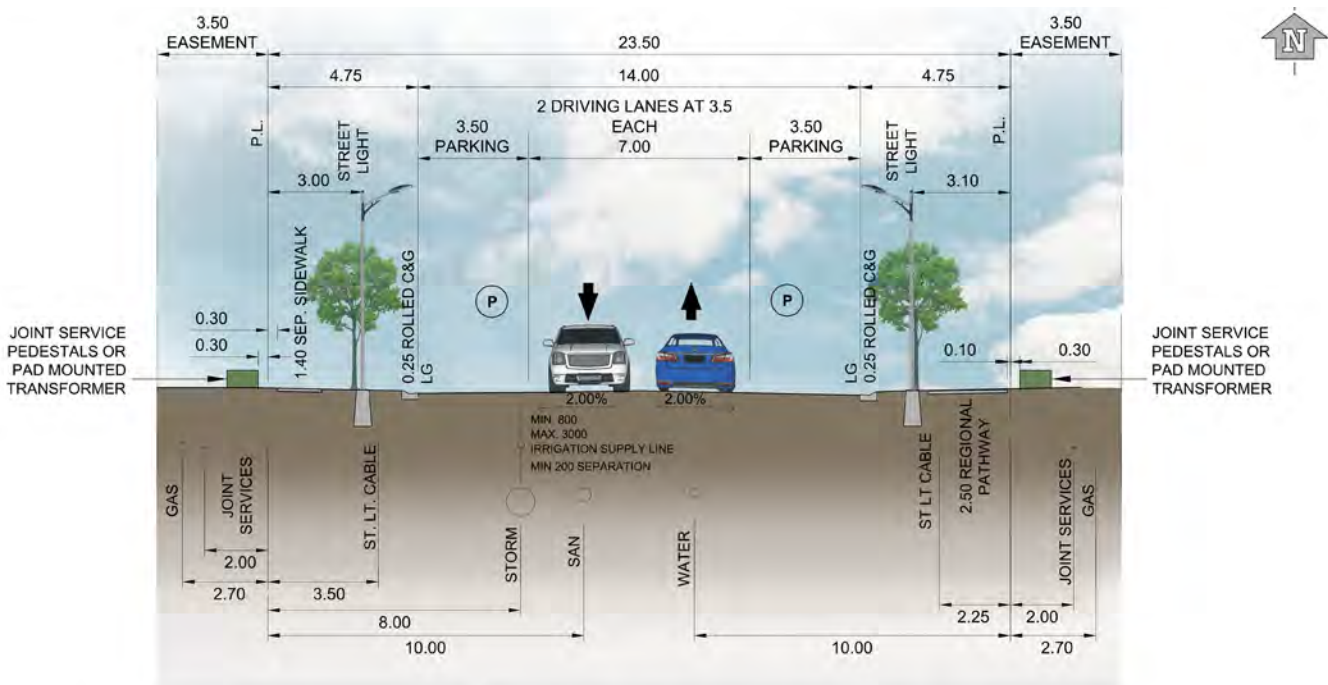 3.50
EASEMENT
23.50
3.50
EASEMENT
N
4.75
14.00
4.75
2 DRIVING LANES AT 3.5
EACH
7.00
3.50
PARKING
3.50
PARKING
P.L.
STREET
LIGHT
STREET
LIGHT
P.L.
3.00
3.10
1.40 SEP. SIDEWALK
0.25 ROLLED C&G
LG
P
P
LG
0.25 ROLLED C&G
0.30
0.30
0.10
0.30
JOINT SERVICE
PEDESTALS OR
PAD MOUNTED
TRANSFORMER
JOINT SERVICE
PEDESTALS OR
PAD MOUNTED
TRANSFORMER
2.00%
2.00%
MIN. 800
MAX. 3000
IRRIGATION SUPPLY LINE
MIN 200 SEPARATION
GAS
JOINT
SERVICES
ST. LT. CABLE
STORM
SAN
WATER
ST LT CABLE
2.50 REGIONAL
PATHWAY
JOINT SERVICES
GAS
2.00
2.70
3.50
8.00
10.00
10.00
2.25
2.00
2.70